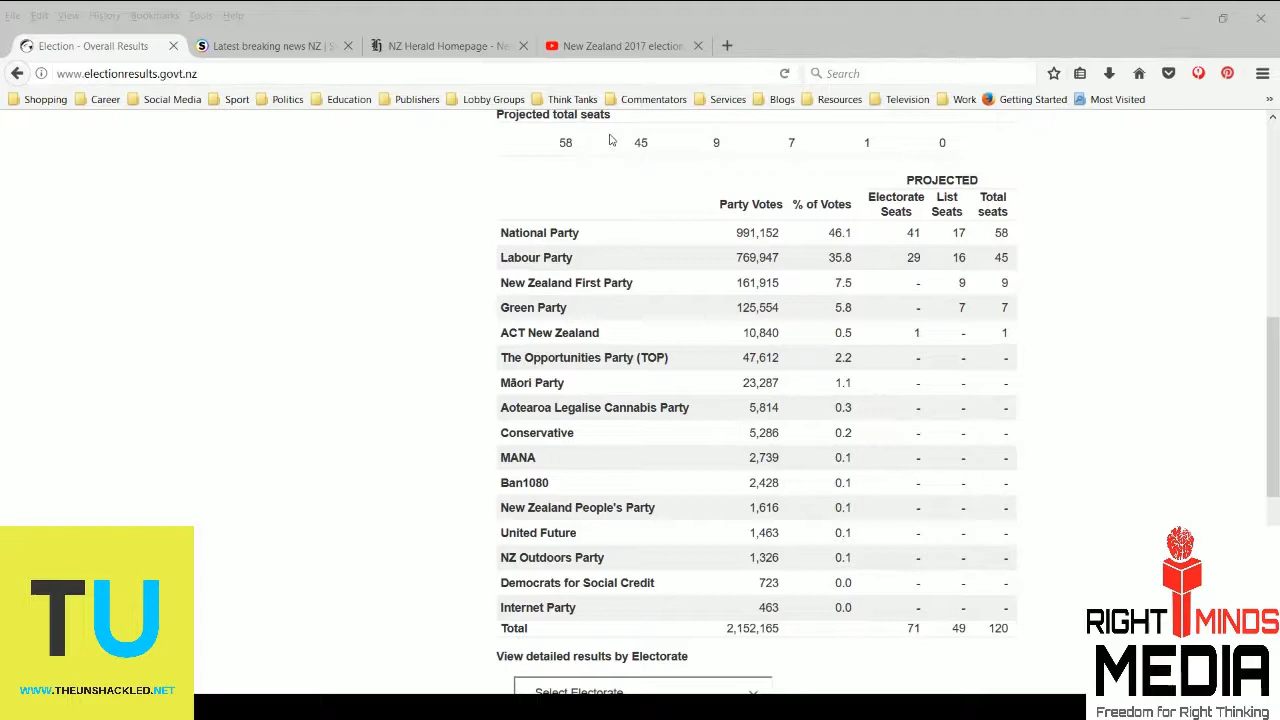 File Edit View History Bookmarks Tools Help
Election - Overall Results
Latest breaking news NZ | S
NZ Herald Homepage - Ne
New Zealand 2017 election
www.electionresults.govt.nz
Search
Shopping Career Social Media Sport Politics Education Publishers Lobby Groups Think Tanks Commentators Services Blogs Resources Television Work Getting Started Most Visited »
Projected total seats
58 45 9 7 1 0
PROJECTED
Party Votes % of Votes Electorate Seats List Seats Total seats
National Party 991,152 46.1 41 17 58
Labour Party 769,947 35.8 29 16 45
New Zealand First Party 161,915 7.5 - 9 9
Green Party 125,554 5.8 - 7 7
ACT New Zealand 10,840 0.5 1 - 1
The Opportunities Party (TOP) 47,612 2.2 - - -
Māori Party 23,287 1.1 - - -
Aotearoa Legalise Cannabis Party 5,814 0.3 - - -
Conservative 5,286 0.2 - - -
MANA 2,739 0.1 - - -
Ban1080 2,428 0.1 - - -
New Zealand People's Party 1,616 0.1 - - -
United Future 1,463 0.1 - - -
NZ Outdoors Party 1,326 0.1 - - -
Democrats for Social Credit 723 0.0 - - -
Internet Party 463 0.0 - - -
Total 2,152,165 71 49 120
View detailed results by Electorate
Select Electorate
TU
WWW.THEUNSHACKLED.NET
RIGHT MINDS
MEDIA
Freedom for Right Thinking